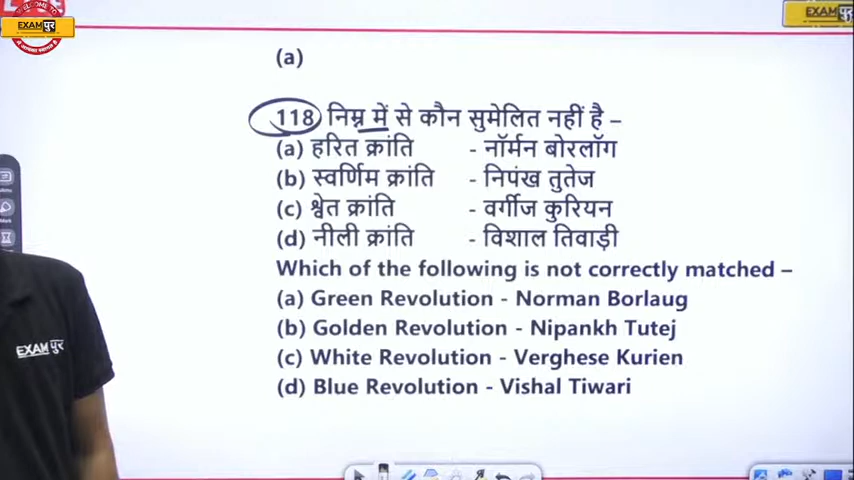 EXAMपुर
EXAMपुर
(a)
118 निम्न में से कौन सुमेलित नहीं है –
(a) हरित क्रांति - नॉर्मन बोरलॉग
(b) स्वर्णिम क्रांति - निपंख तुतेज
(c) श्वेत क्रांति - वर्गीज कुरियन
(d) नीली क्रांति - विशाल तिवाड़ी
Which of the following is not correctly matched –
(a) Green Revolution - Norman Borlaug
(b) Golden Revolution - Nipankh Tutej
(c) White Revolution - Verghese Kurien
(d) Blue Revolution - Vishal Tiwari
EXAMपुर